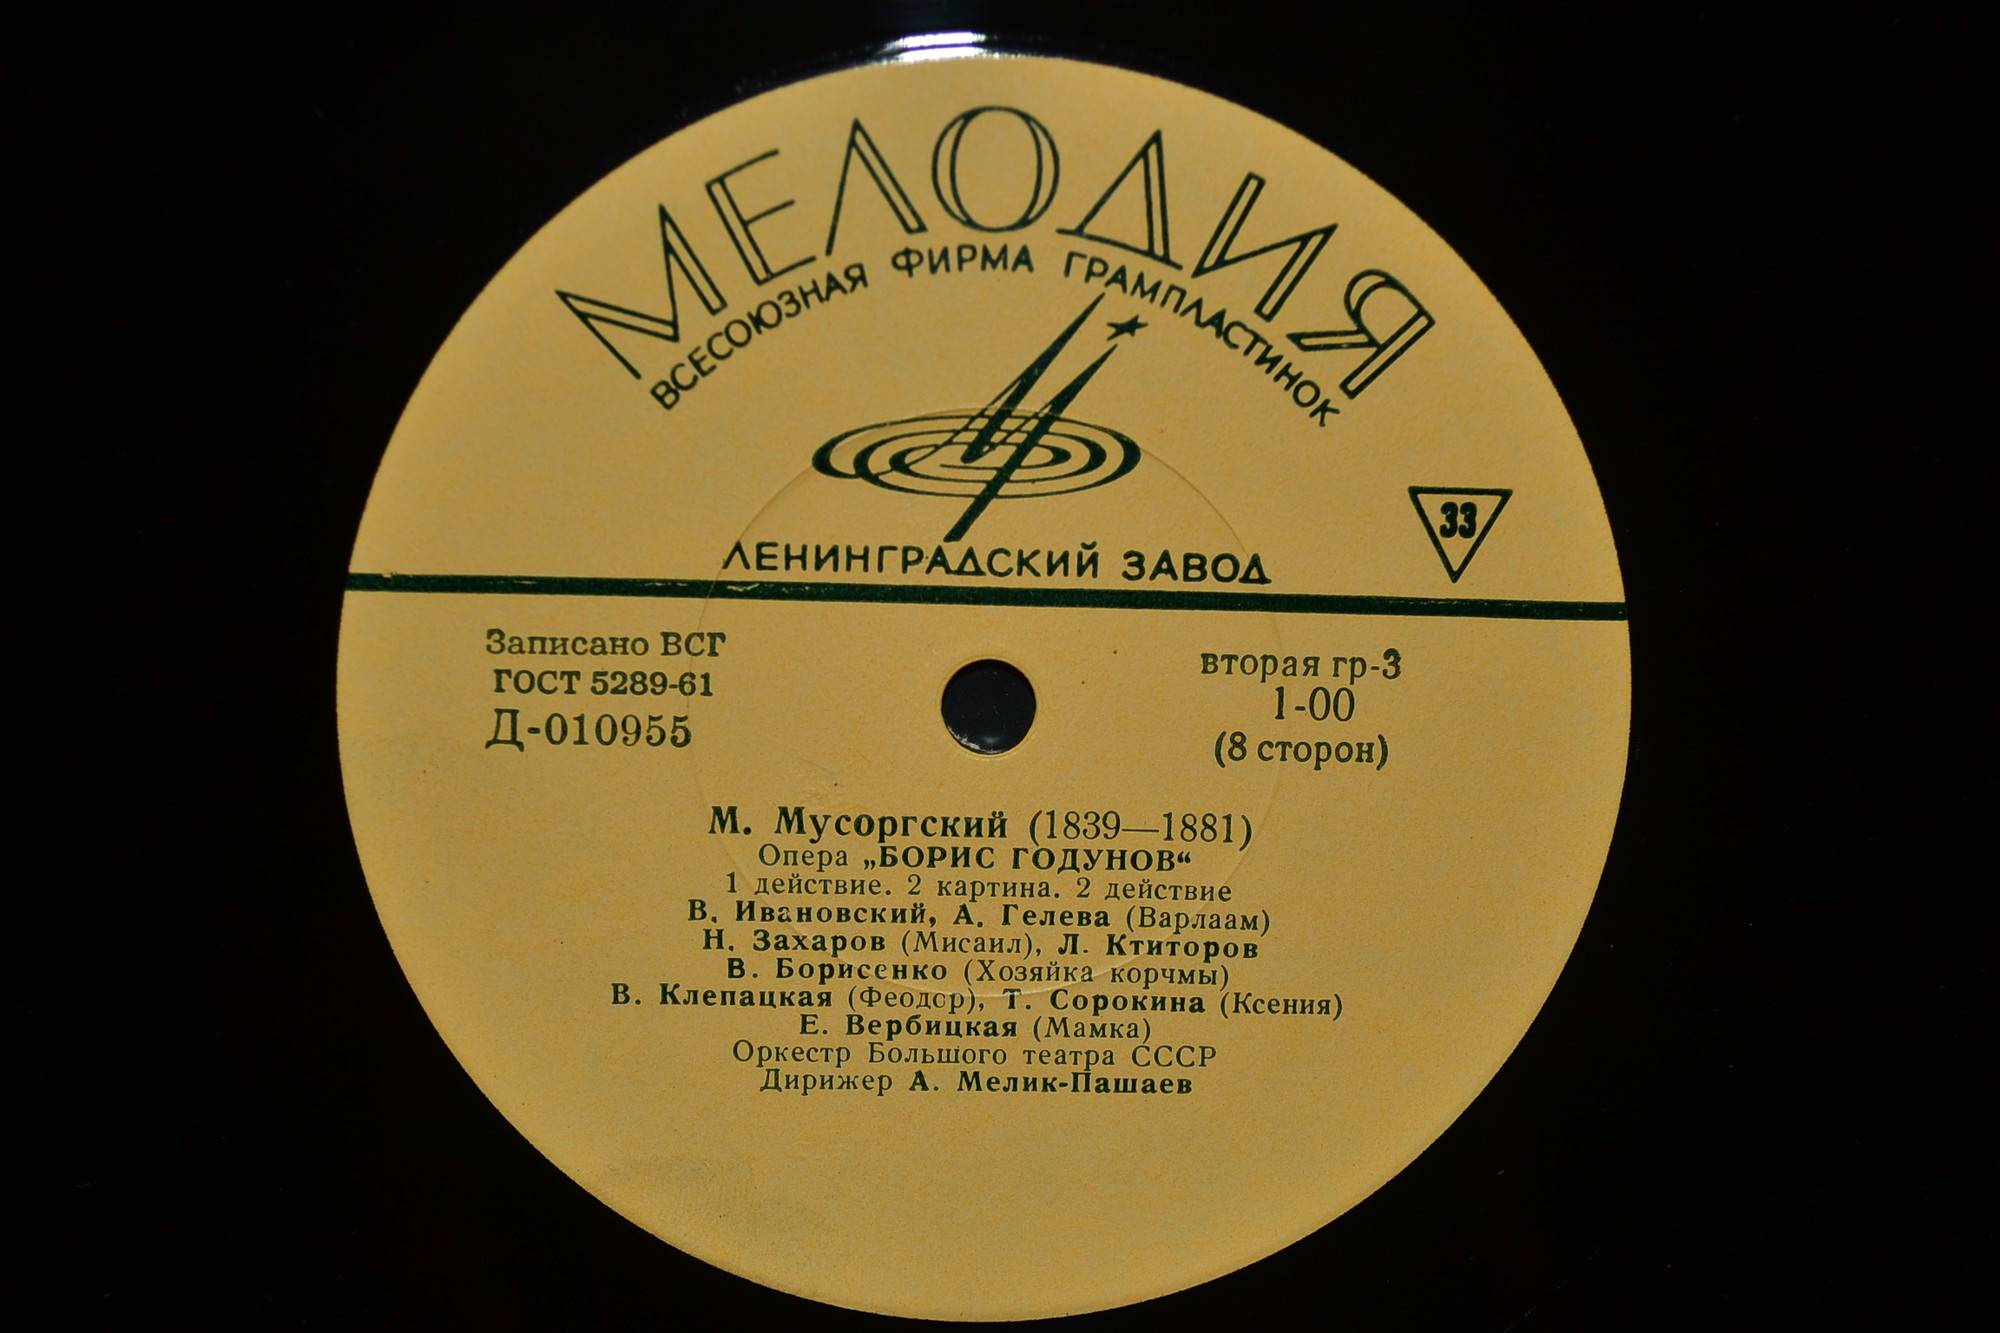 МЕЛОДИЯ
ВСЕСОЮЗНАЯ ФИРМА ГРАМПЛАСТИНОК
33
ЛЕНИНГРАДСКИЙ ЗАВОД
Записано ВСГ
ГОСТ 5289-61
Д-010955
вторая гр-3
1-00
(8 сторон)
М. Мусоргский (1839—1881)
Опера „БОРИС ГОДУНОВ“
1 действие. 2 картина. 2 действие
В. Ивановский, А. Гелева (Варлаам)
Н. Захаров (Мисаил), Л. Ктиторов
В. Борисенко (Хозяйка корчмы)
В. Клепацкая (Феодор), Т. Сорокина (Ксения)
Е. Вербицкая (Мамка)
Оркестр Большого театра СССР
Дирижер А. Мелик-Пашаев